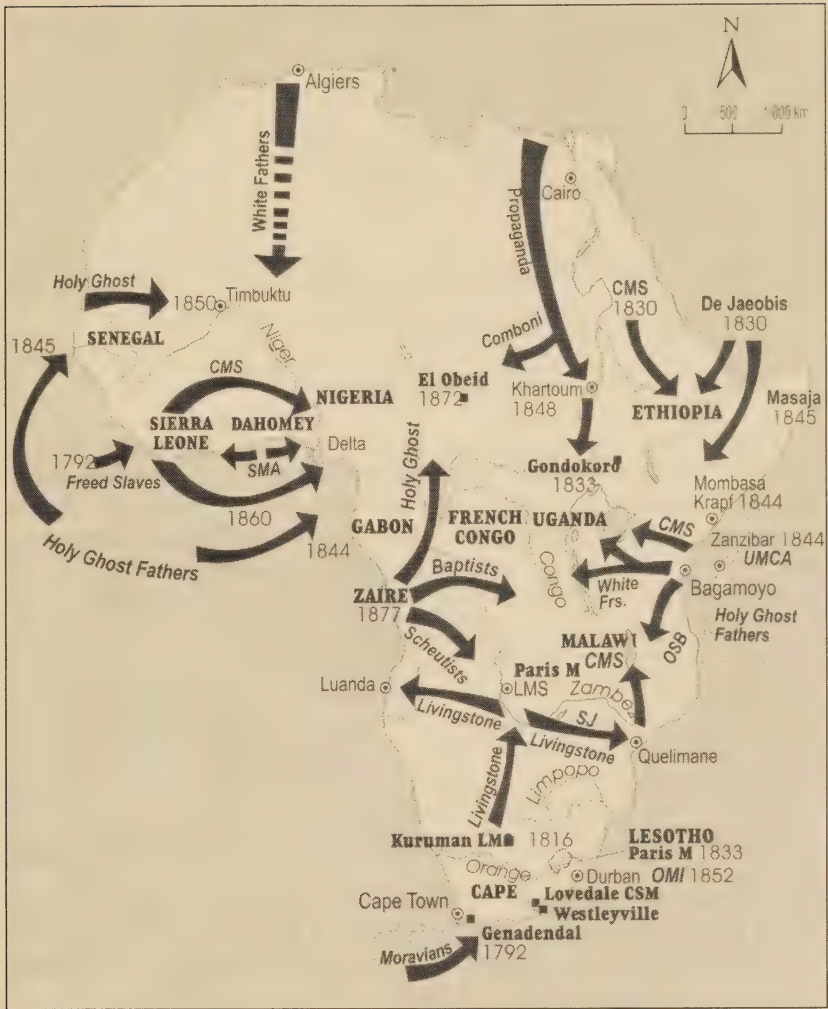 N
0 500 1000 km
Algiers
White Fathers
Cairo
Propaganda
Holy Ghost
1850
Timbuktu
CMS
1830
De Jaeobis
1830
1845
SENEGAL
Niger
Comboni
CMS
El Obeid
1872
Khartoum
1848
NIGERIA
ETHIOPIA
Masaja
1845
SIERRA
LEONE
DAHOMEY
Delta
1792
Freed Slaves
SMA
Holy Ghost
Gondokoro
1833
Mombasa
Krapf 1844
1860
GABON
FRENCH
CONGO
UGANDA
CMS
Zanzibar 1844
UMCA
1844
Holy Ghost Fathers
Baptists
Congo
White
Frs.
Bagamoyo
ZAIRE
1877
Holy Ghost
Fathers
Scheutists
MALAWI
CMS
OSB
Paris M
LMS
Luanda
Zambezi
Livingstone
SJ
Livingstone
Quelimane
Livingstone
Limpopo
Kuruman LMS
1816
LESOTHO
Paris M 1833
Orange
Durban OMI 1852
CAPE
Lovedale CSM
Cape Town
Westleyville
Genadendal
1792
Moravians